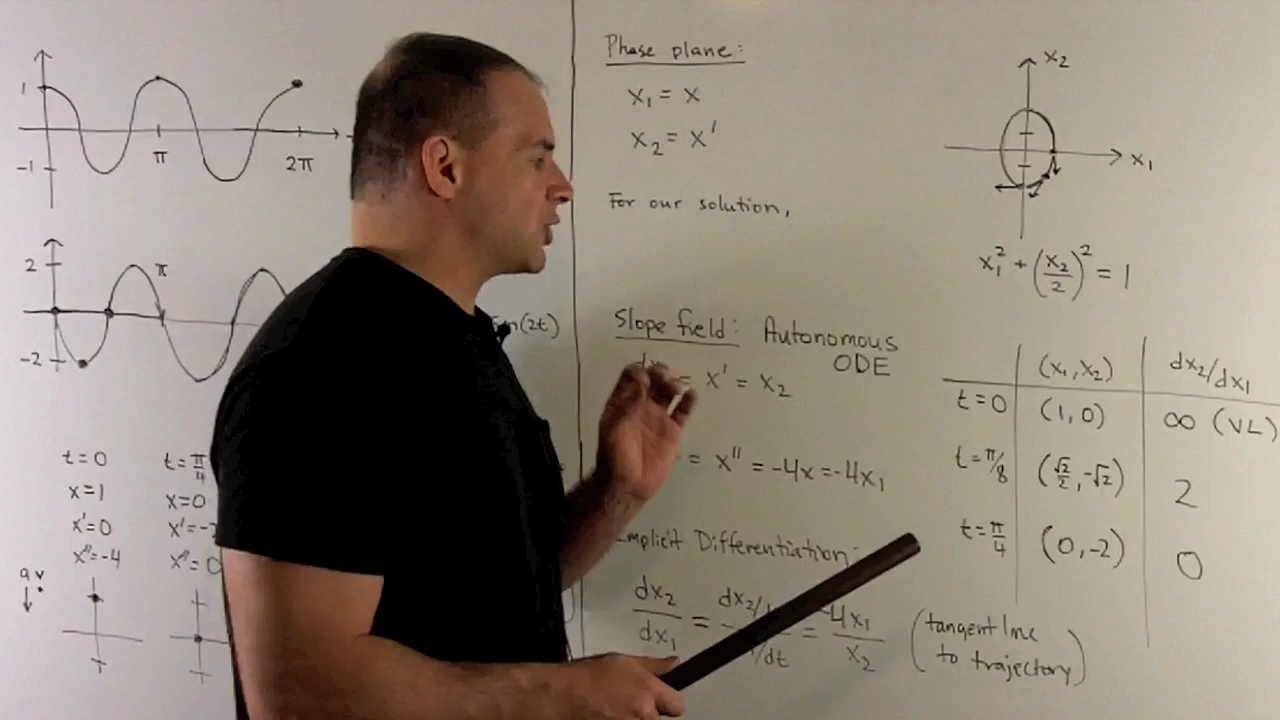 1
-1
π
2π
2
-2
π
Sin(2t)
t=0
x=1
x'=0
x''=-4
t=π/4
x=0
x'=-2
x''=0
a v
Phase plane:
x₁ = x
x₂ = x'
For our solution,
Slope field: Autonomous
ODE
= x' = x₂
= x'' = -4x = -4x₁
Implicit Differentiation:
dx₂/dx₁ = = -4x₁/x₂ (tangent line
to trajectory)
x₂
x₁
x₁² + (x₂/2)² = 1
(x₁, x₂) dx₂/dx₁
t=0 (1, 0) ∞ (VL)
t=π/8 (√2/2, -√2) 2
t=π/4 (0, -2) 0